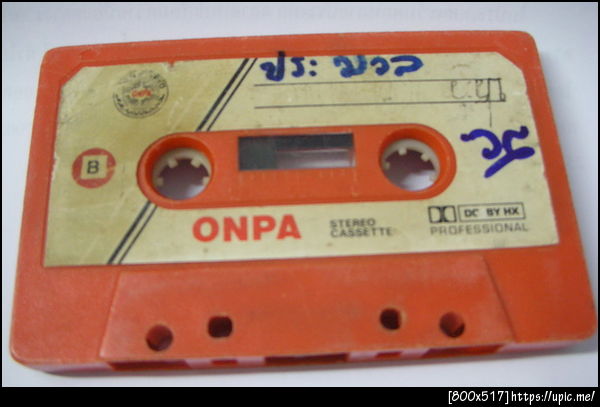 ประมวล
B
ONPA
STEREO
CASSETTE
DC BY HX
PROFESSIONAL
[800x517]https://upic.me/